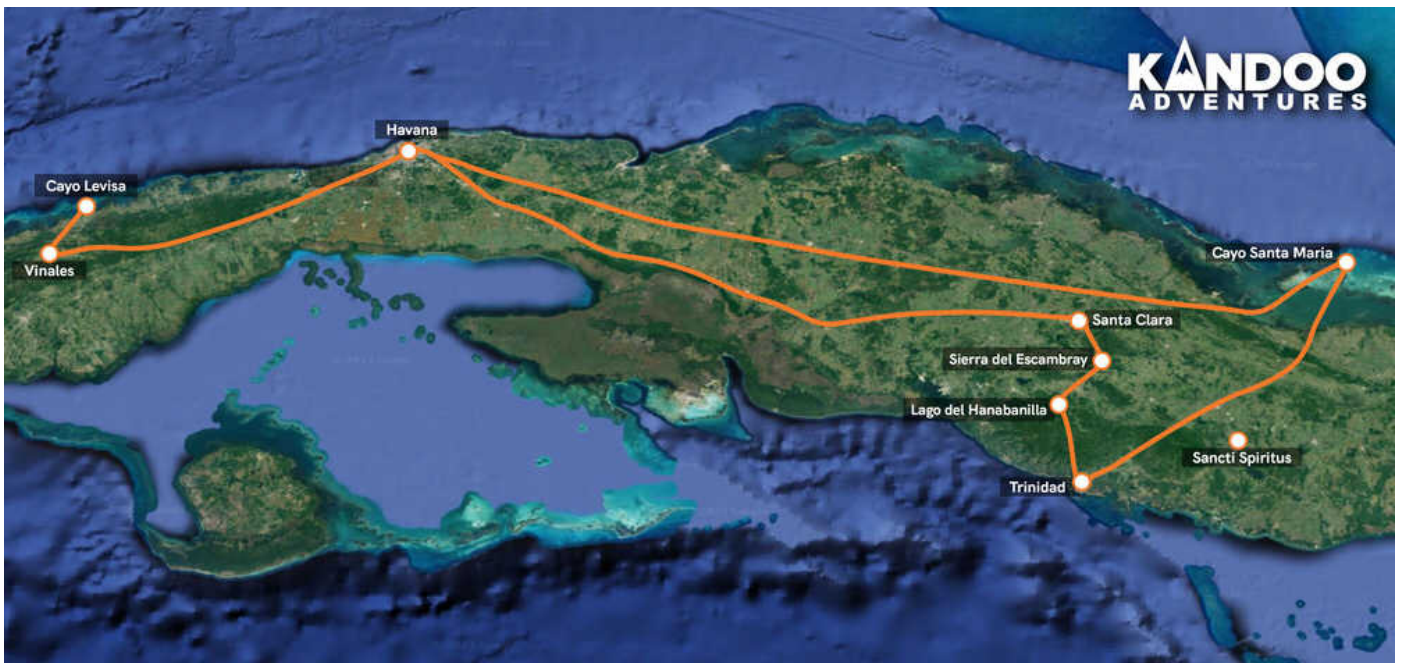 KANDOO
ADVENTURES
Havana
Cayo Levisa
Vinales
Cayo Santa Maria
Santa Clara
Sierra del Escambray
Lago del Hanabanilla
Sancti Spiritus
Trinidad